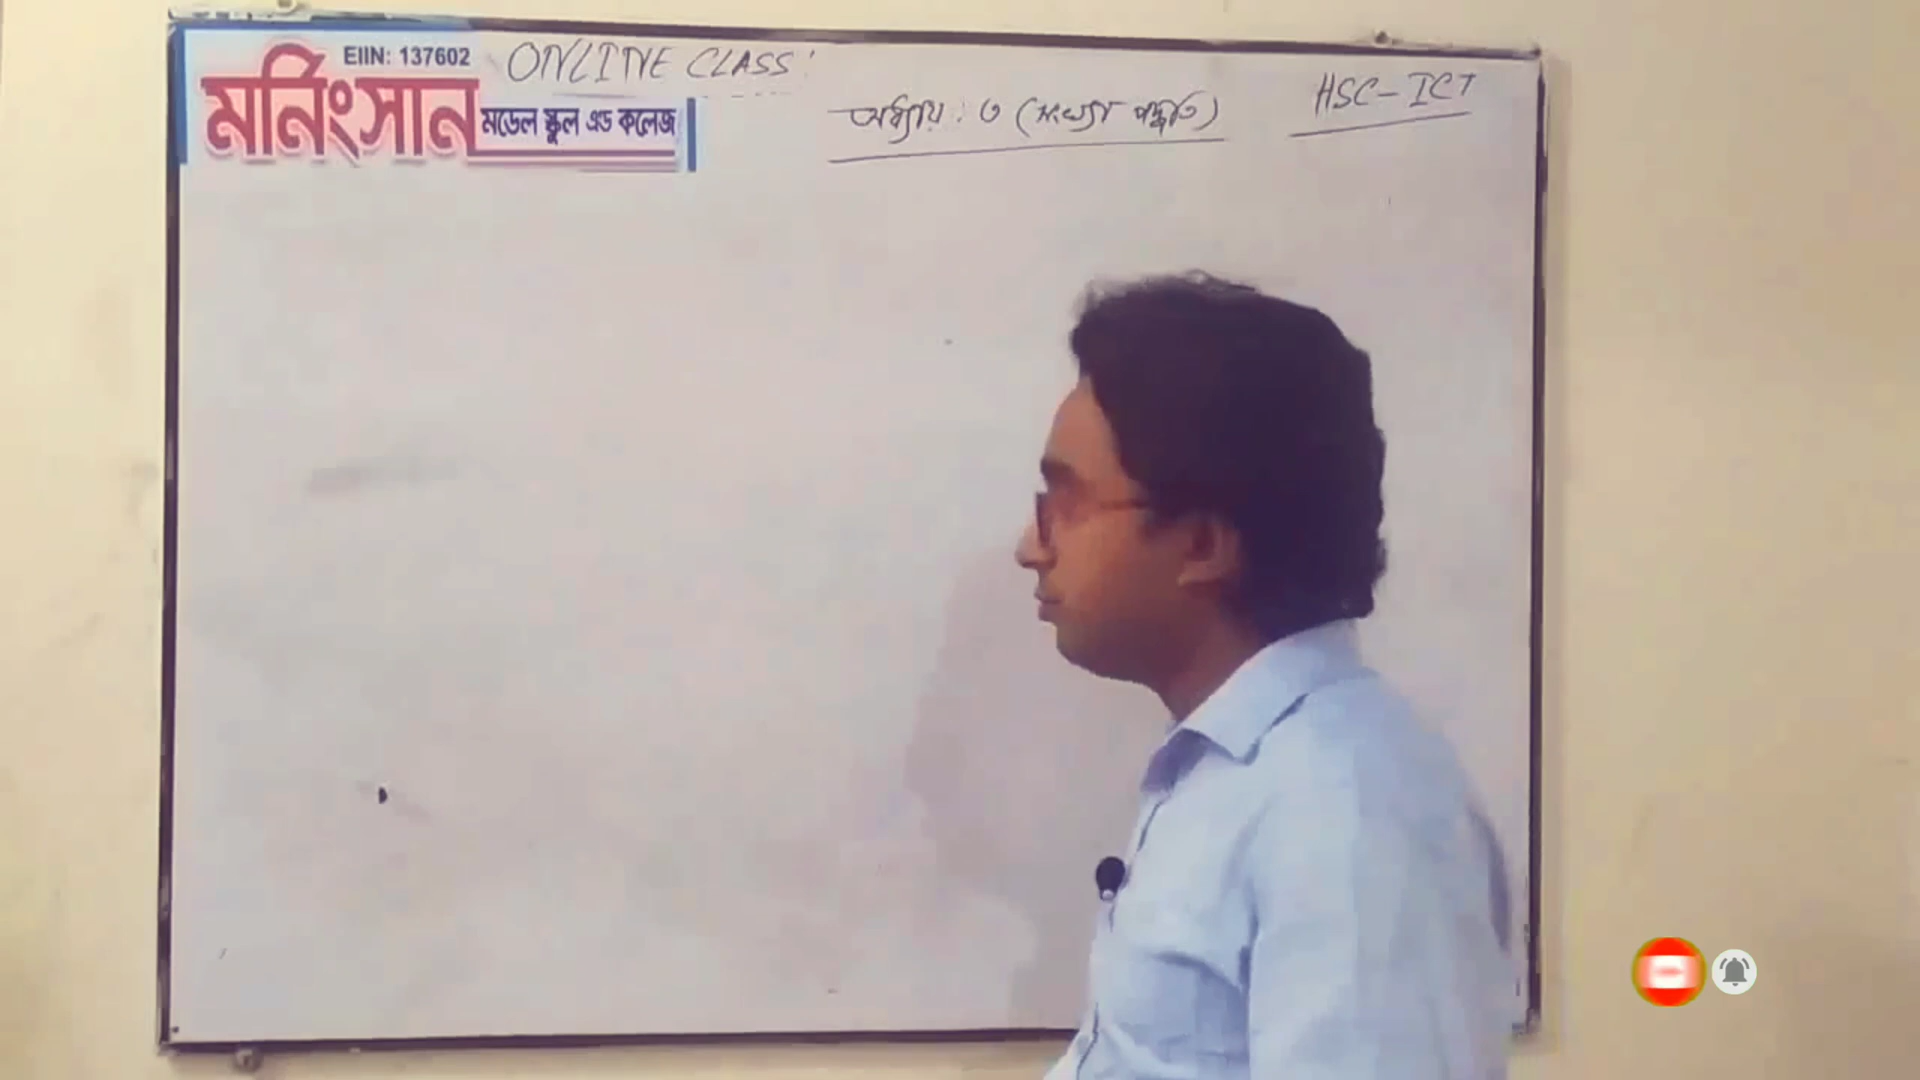 EIIN: 137602
মর্নিংসান
মডেল স্কুল এন্ড কলেজ
ONLINE CLASS:
অধ্যায় : ৩ (সংখ্যা পদ্ধতি)
HSC-ICT